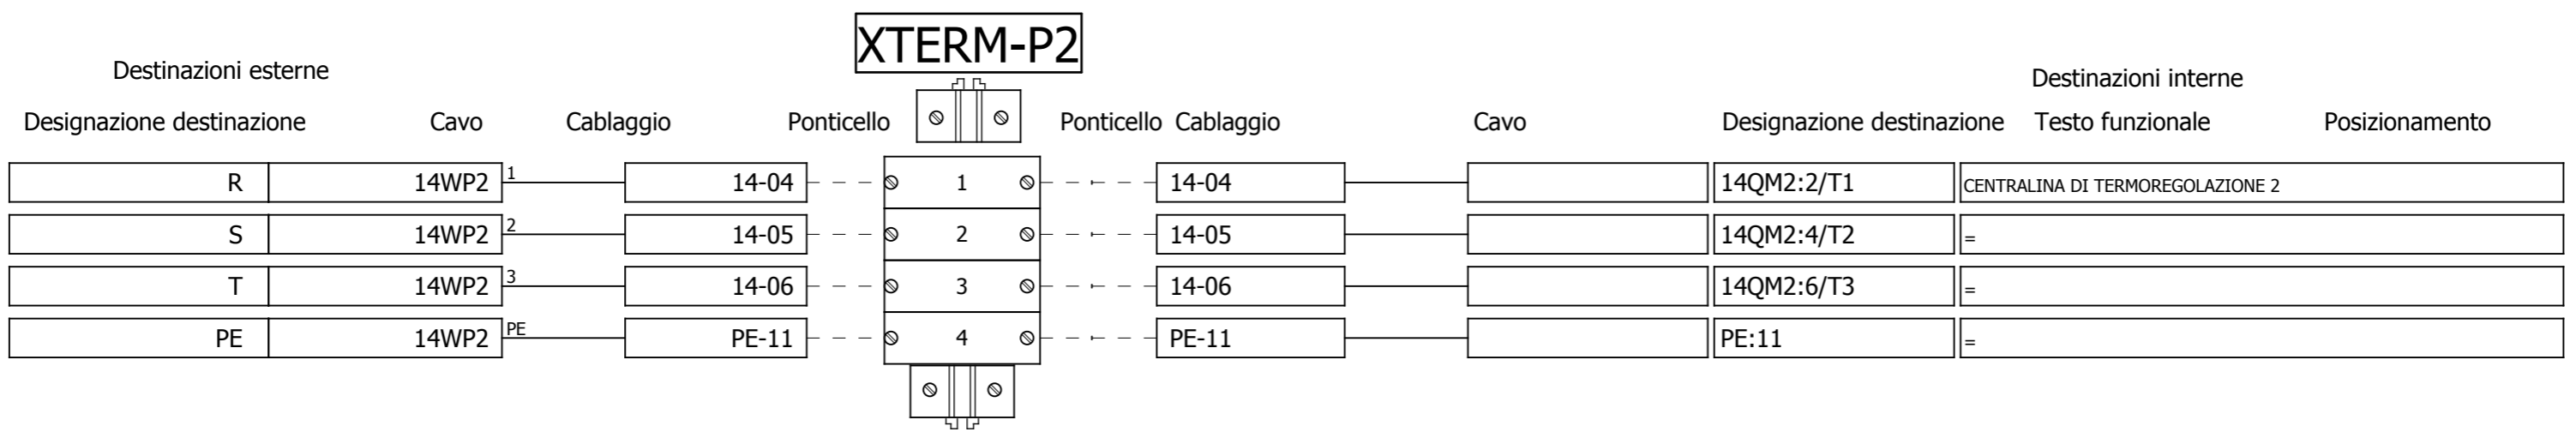 XTERM-P2
Destinazioni esterne
Destinazioni interne
Designazione destinazione Cavo Cablaggio Ponticello Ponticello Cablaggio Cavo Designazione destinazione Testo funzionale Posizionamento
R 14WP2 1 14-04 1 14-04 14QM2:2/T1 CENTRALINA DI TERMOREGOLAZIONE 2
S 14WP2 2 14-05 2 14-05 14QM2:4/T2 =
T 14WP2 3 14-06 3 14-06 14QM2:6/T3 =
PE 14WP2 PE PE-11 4 PE-11 PE:11 =